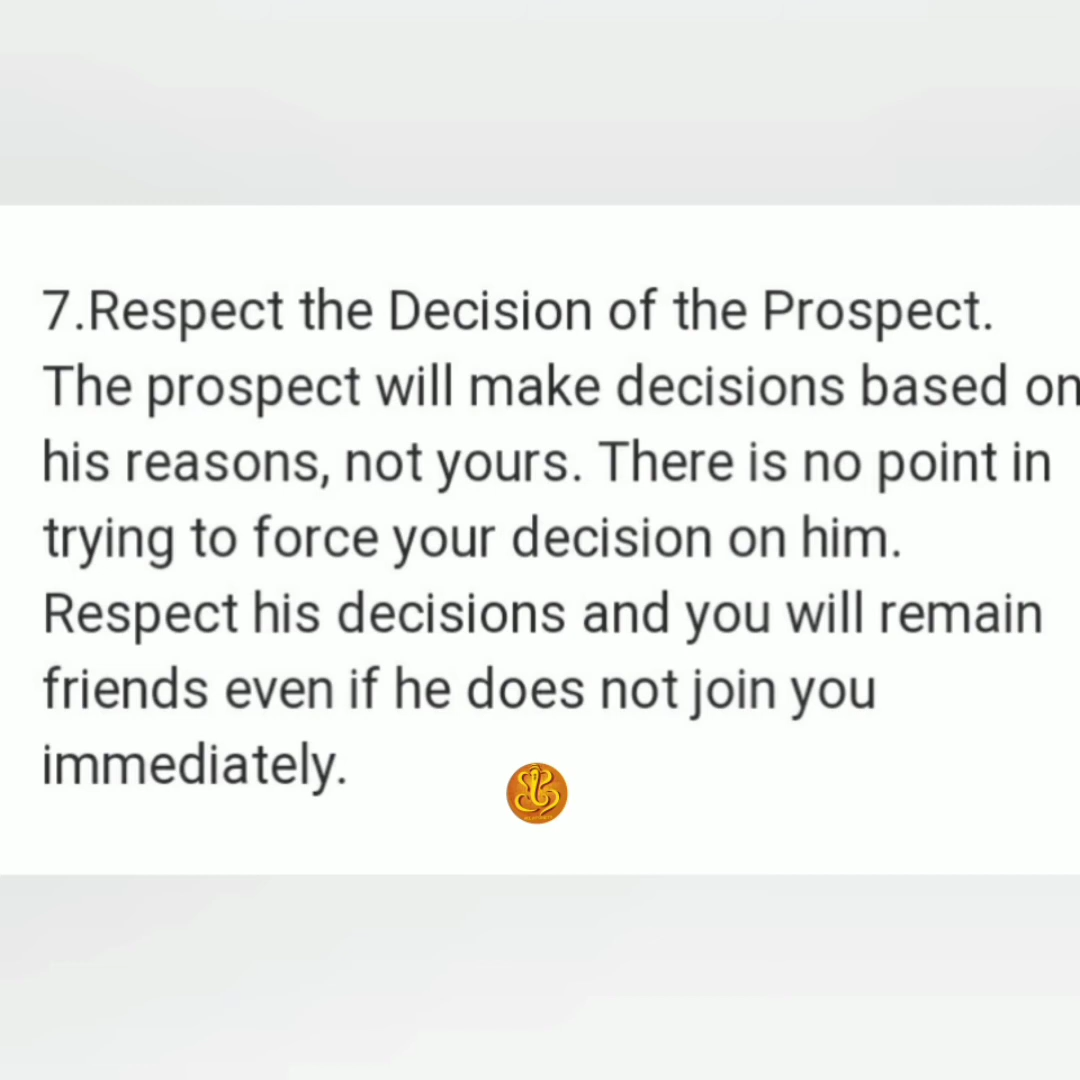 7.Respect the Decision of the Prospect.
The prospect will make decisions based on
his reasons, not yours. There is no point in
trying to force your decision on him.
Respect his decisions and you will remain
friends even if he does not join you
immediately.